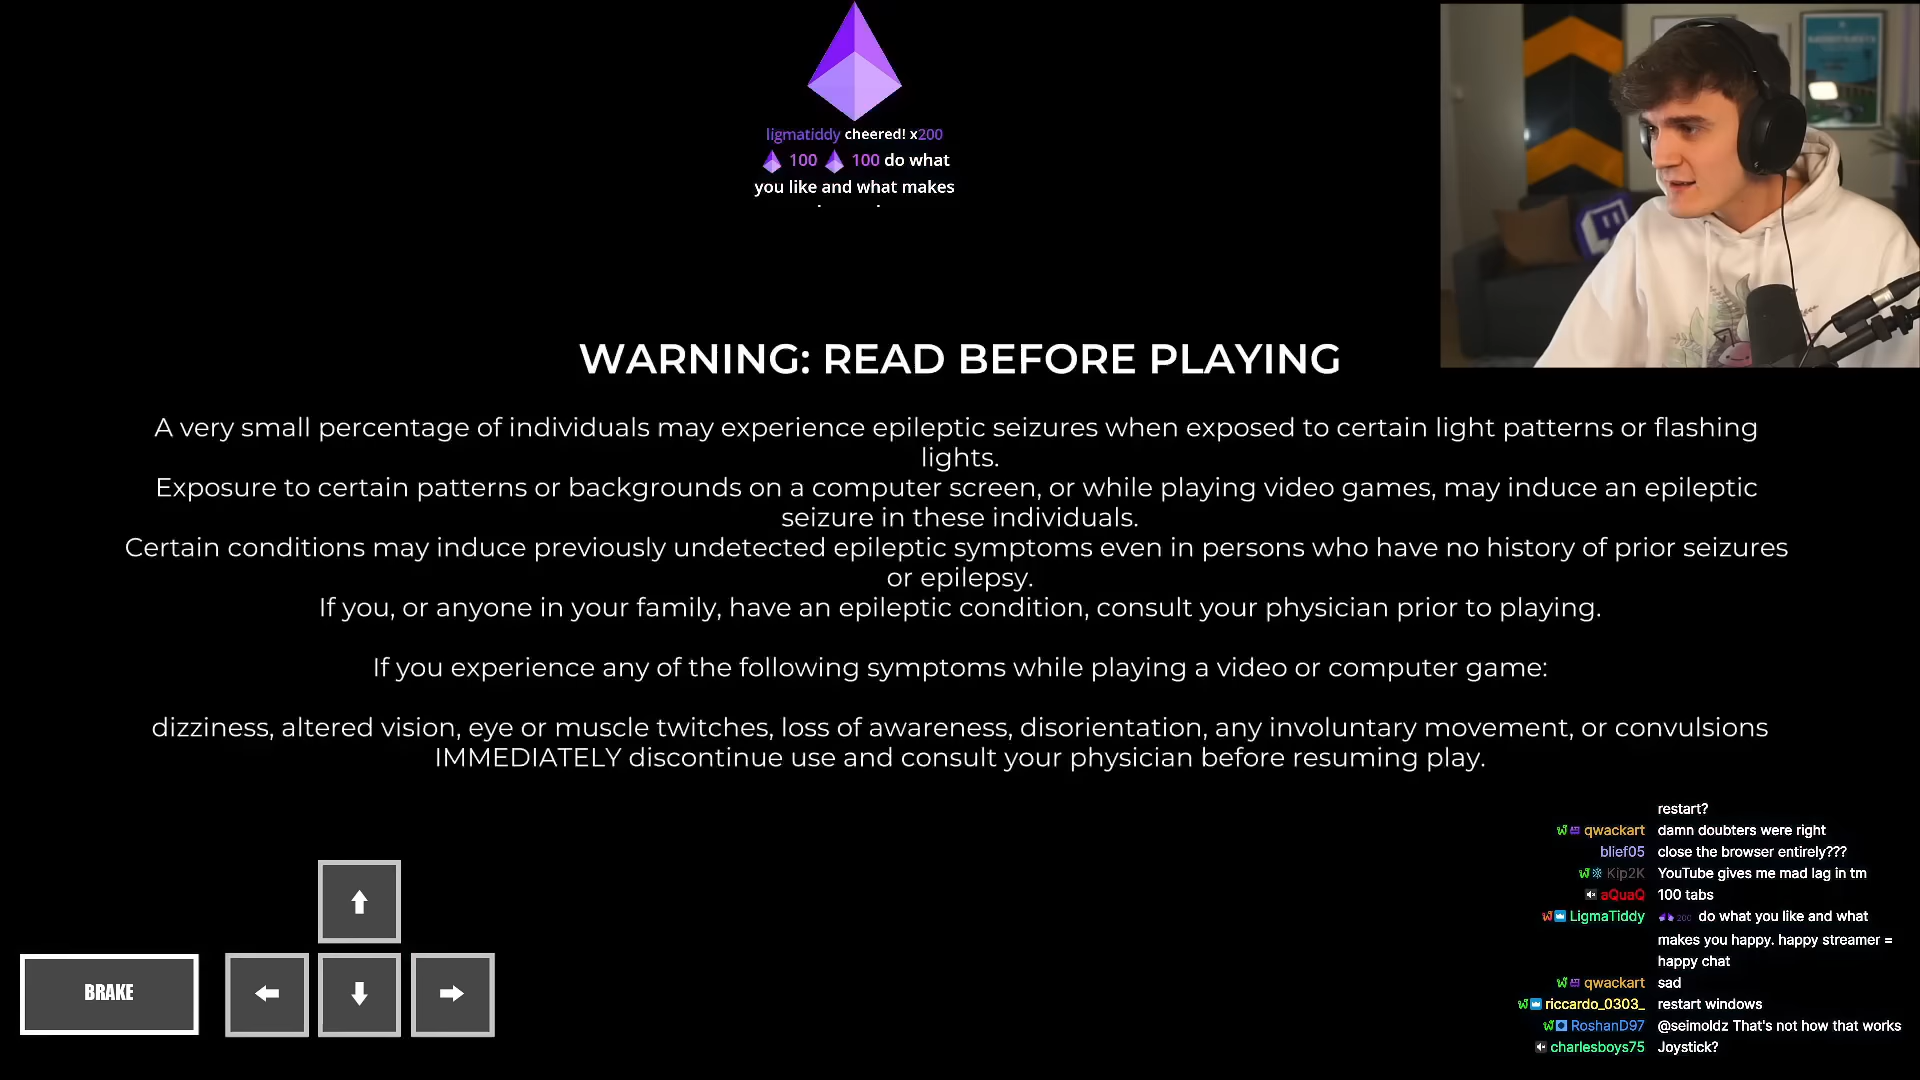 ligmatiddy cheered! x200
100 100 do what
you like and what makes
WARNING: READ BEFORE PLAYING
A very small percentage of individuals may experience epileptic seizures when exposed to certain light patterns or flashing
lights.
Exposure to certain patterns or backgrounds on a computer screen, or while playing video games, may induce an epileptic
seizure in these individuals.
Certain conditions may induce previously undetected epileptic symptoms even in persons who have no history of prior seizures
or epilepsy.
If you, or anyone in your family, have an epileptic condition, consult your physician prior to playing.
If you experience any of the following symptoms while playing a video or computer game:
dizziness, altered vision, eye or muscle twitches, loss of awareness, disorientation, any involuntary movement, or convulsions
IMMEDIATELY discontinue use and consult your physician before resuming play.
BRAKE
restart?
qwackart damn doubters were right
blief05 close the browser entirely???
Kip2K YouTube gives me mad lag in tm
aQuaQ 100 tabs
LigmaTiddy 200 do what you like and what
makes you happy. happy streamer =
happy chat
qwackart sad
riccardo_0303_ restart windows
RoshanD97 @seimoldz That's not how that works
charlesboys75 Joystick?